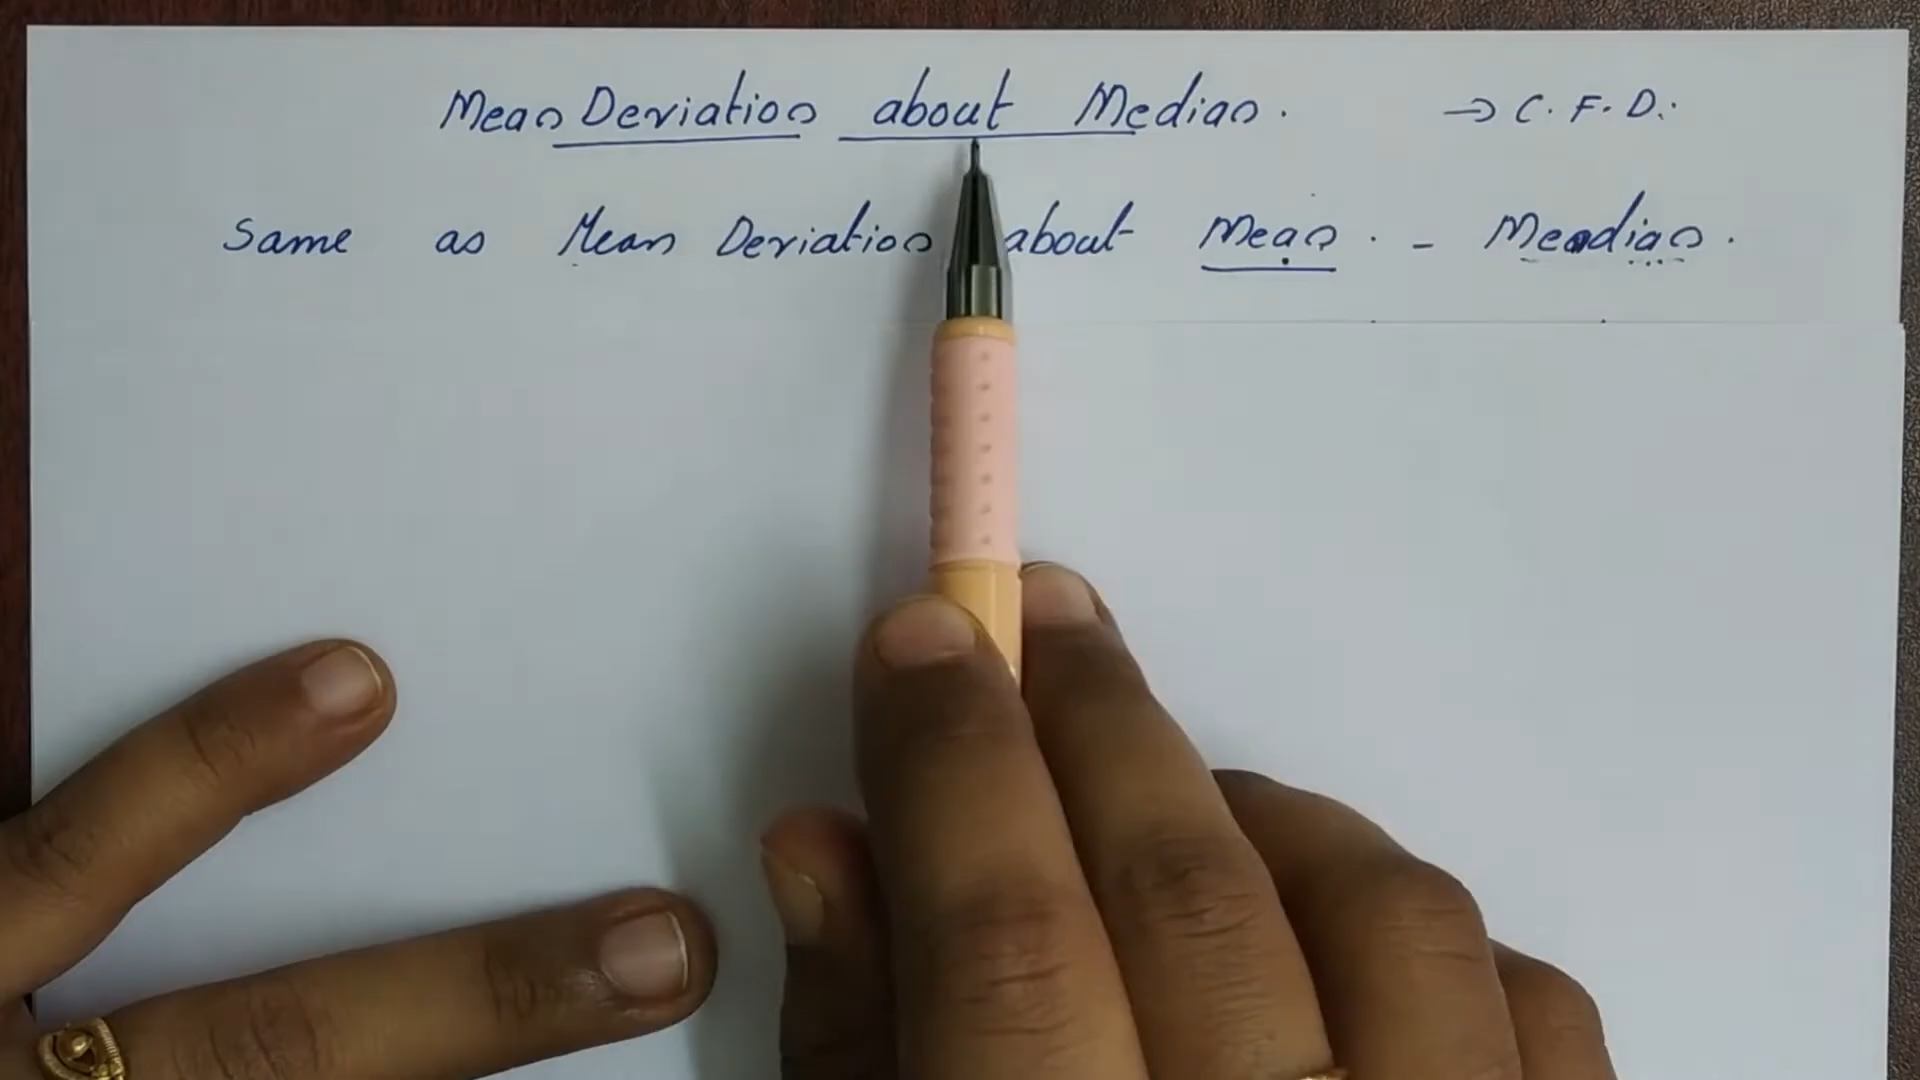 Mean Deviation about Median. → C. F. D.
Same as Mean Deviation about Mean. - Meadian.